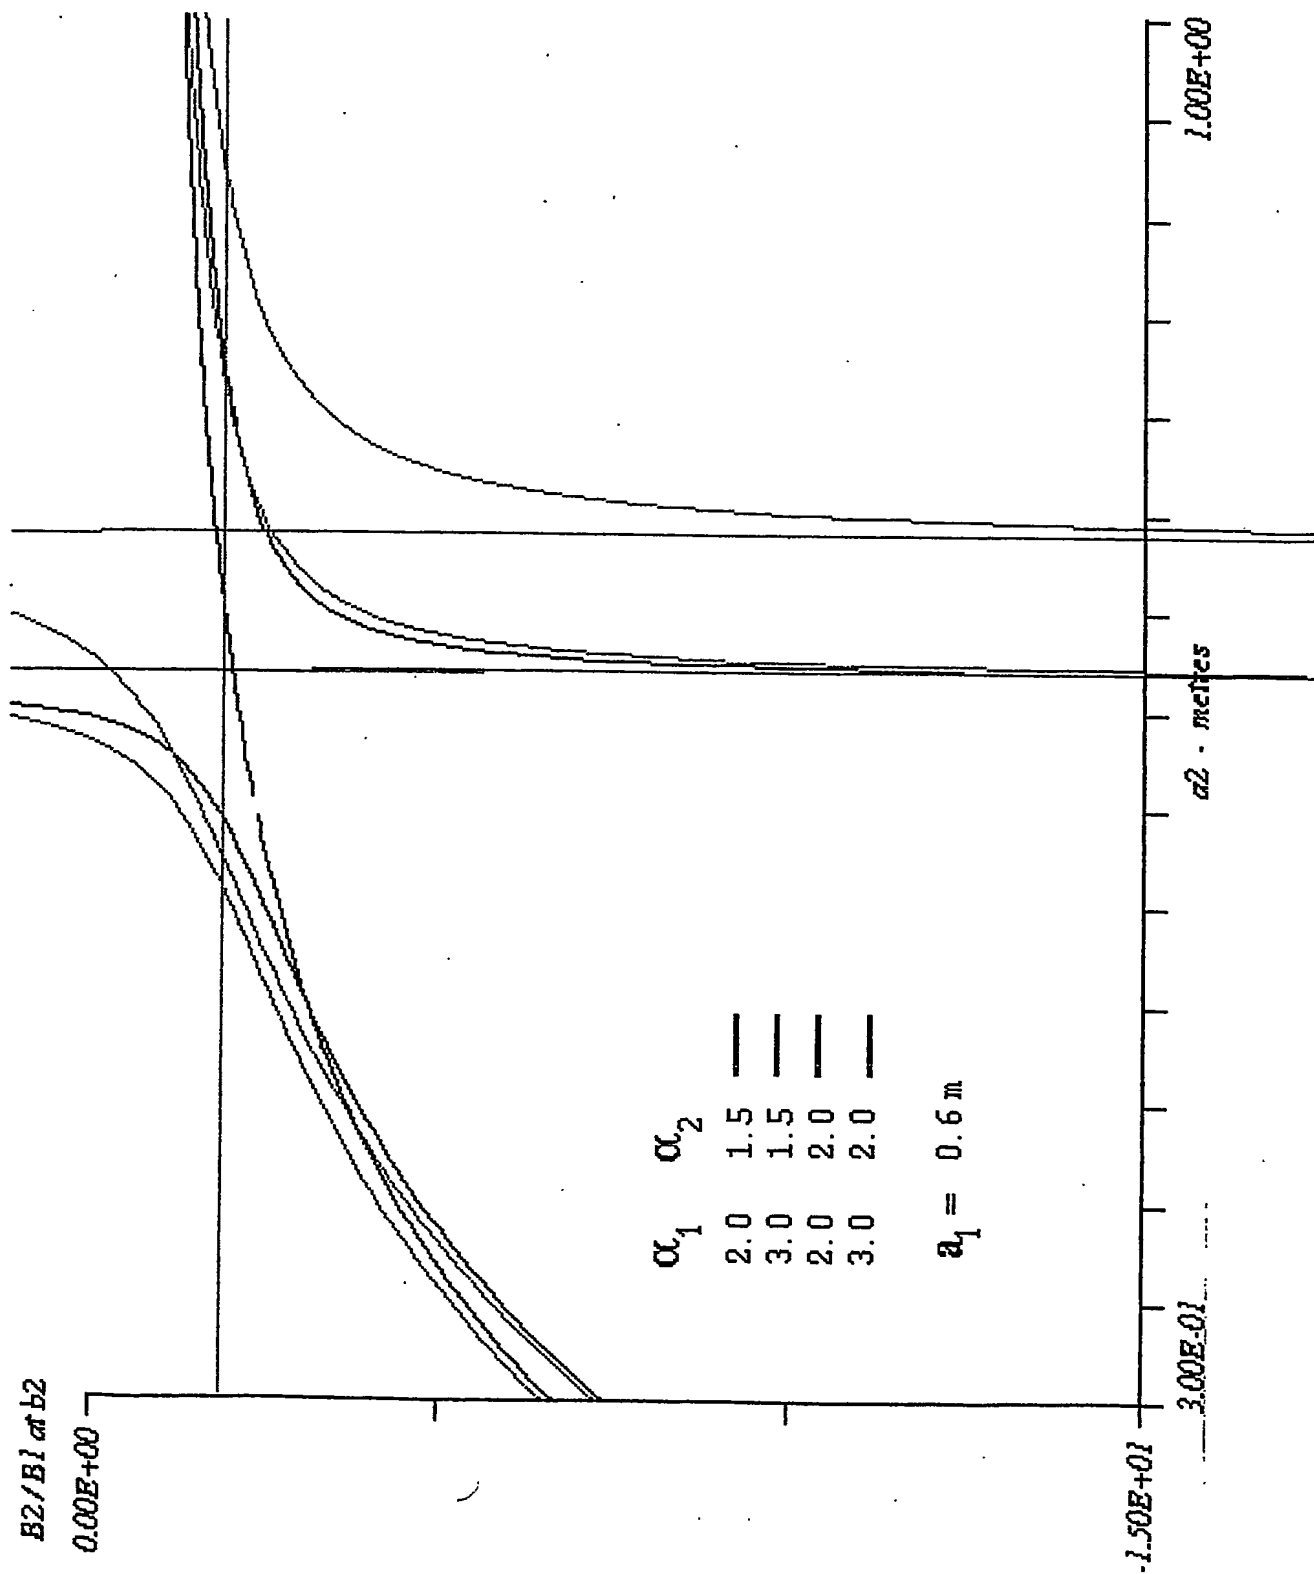 B2/B1 at b2
0.00E+00
-1.50E+01
3.00E-01
1.00E+00
a2 - metres
α₁ α₂
2.0 1.5
3.0 1.5
2.0 2.0
3.0 2.0
a₁ = 0.6 m